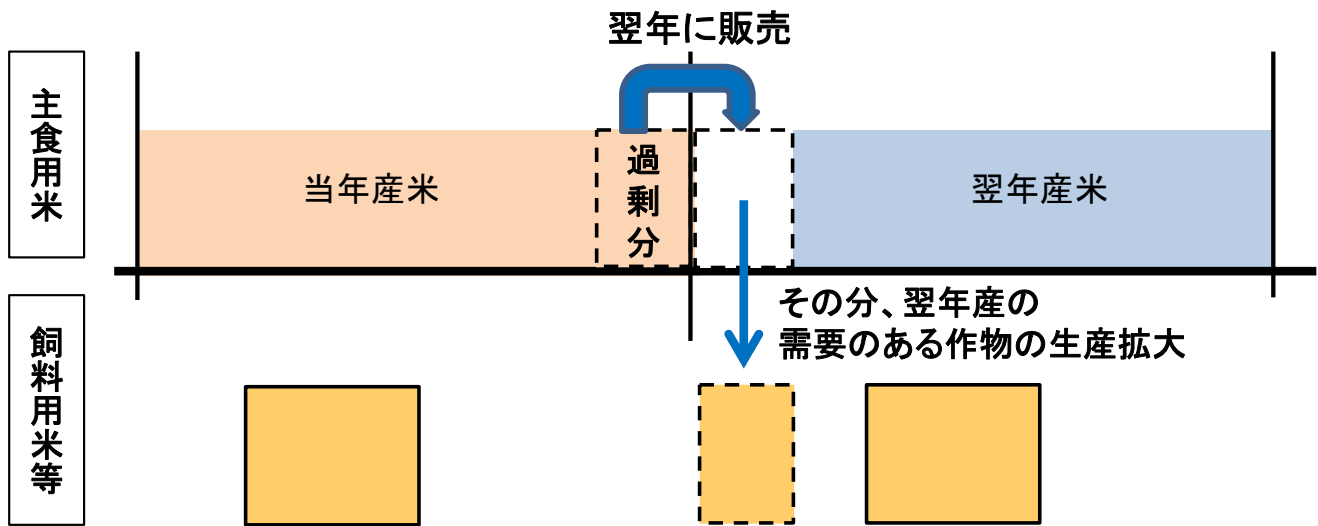 翌年に販売
主食用米
当年産米
過剰分
翌年産米
その分、翌年産の
需要のある作物の生産拡大
飼料用米等